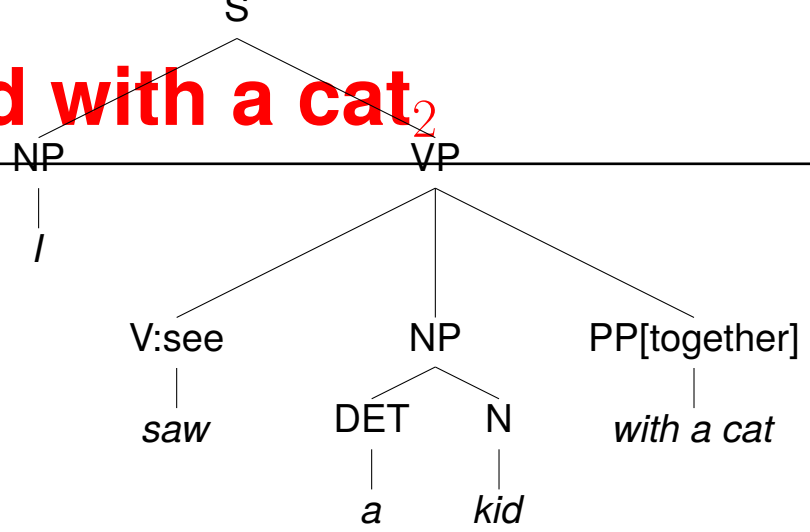 S
d with a cat2
NP VP
I
V:see NP PP[together]
DET N
saw with a cat
a kid